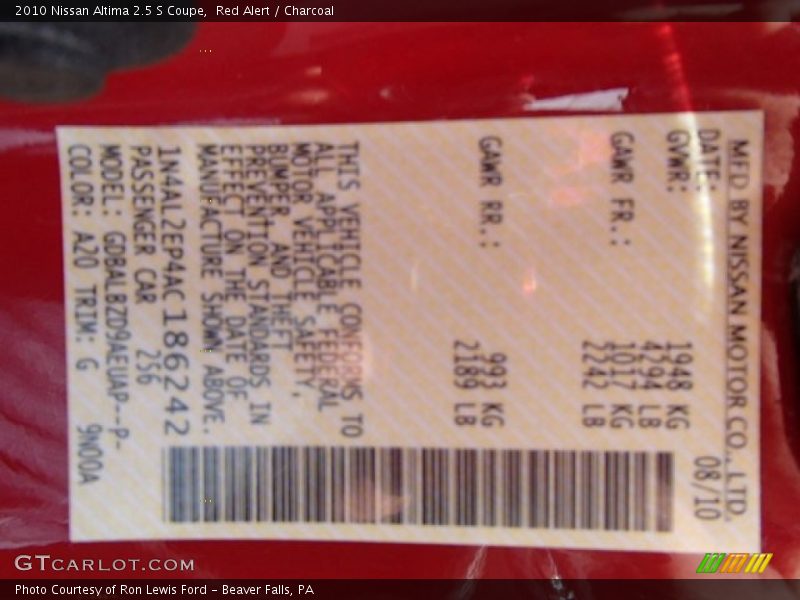 2010 Nissan Altima 2.5 S Coupe,  Red Alert / Charcoal
MFD BY NISSAN MOTOR CO., LTD.
DATE: 08/10
GVWR: 1948 KG
4294 LB
GAWR FR.: 1017 KG
2242 LB
GAWR RR.: 993 KG
2189 LB
THIS VEHICLE CONFORMS TO
ALL APPLICABLE FEDERAL
MOTOR VEHICLE SAFETY,
BUMPER, AND THEFT
PREVENTION STANDARDS IN
EFFECT ON THE DATE OF
MANUFACTURE SHOWN ABOVE.
1N4AL2EP4AC186242
PASSENGER CAR 256
MODEL: GDBALBZD9AEUAP--P-
COLOR: A20 TRIM: G 9N00A
GTCARLOT.COM
Photo Courtesy of Ron Lewis Ford - Beaver Falls, PA